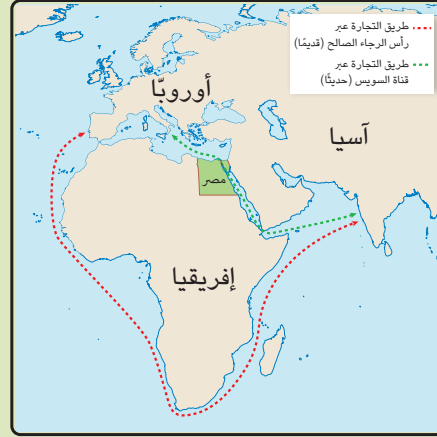 طريق التجارة عبر
رأس الرجاء الصالح (قديمًا)
طريق التجارة عبر
قناة السويس (حديثًا)
أوروبّا
آسيا
مصر
إفريقيا